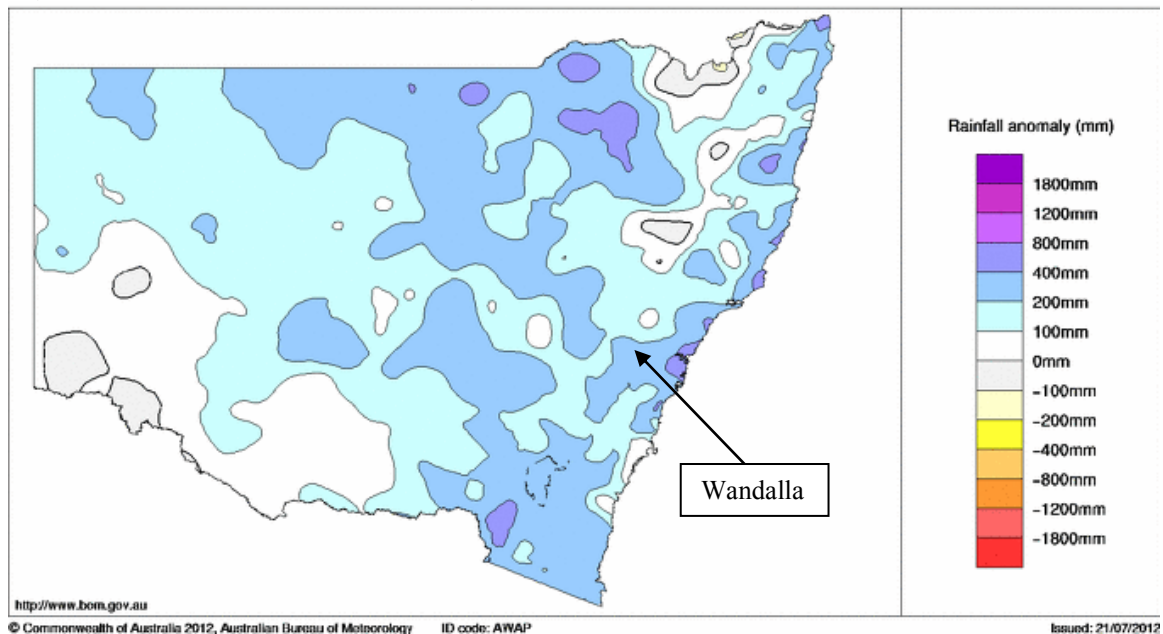 Rainfall anomaly (mm)
1800mm
1200mm
800mm
400mm
200mm
100mm
0mm
-100mm
-200mm
-400mm
-800mm
-1200mm
-1800mm
Wandalla
http://www.bom.gov.au
© Commonwealth of Australia 2012, Australian Bureau of Meteorology ID code: AWAP Issued: 21/07/2012